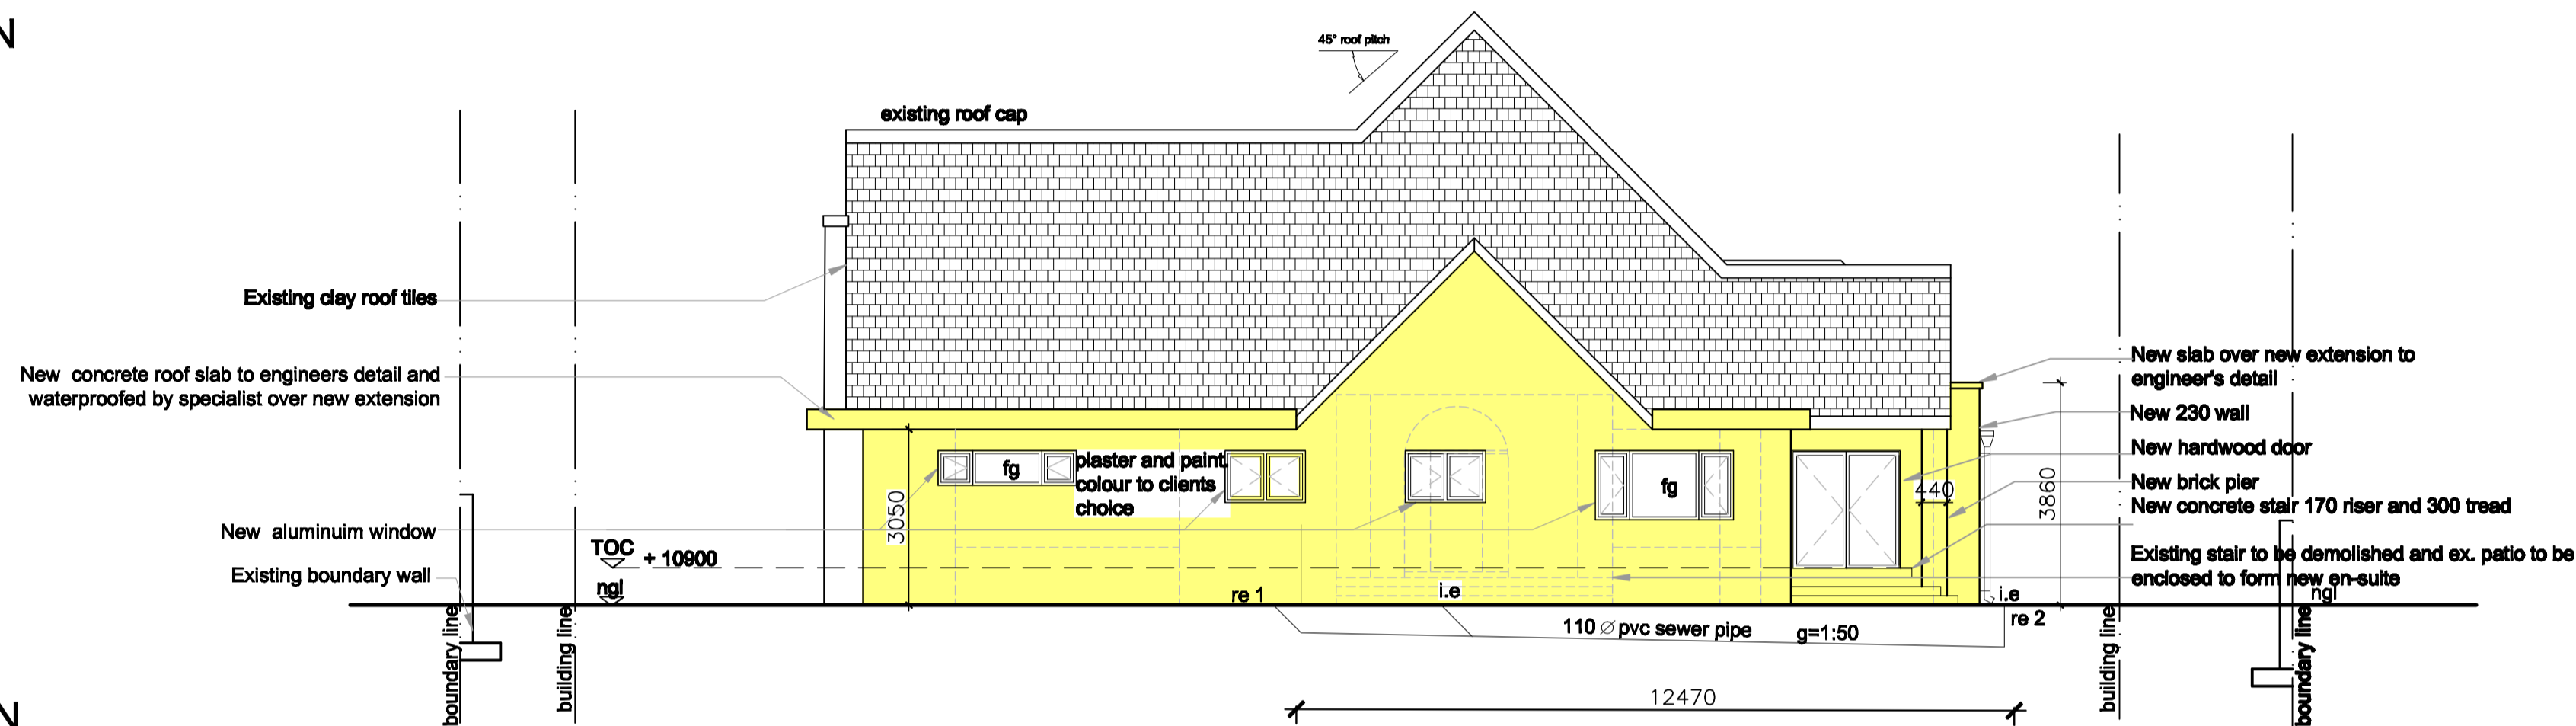 N
45° roof pitch
existing roof cap
Existing clay roof tiles
New concrete roof slab to engineers detail and
waterproofed by specialist over new extension
New slab over new extension to
engineer's detail
New 230 wall
New hardwood door
New brick pier
New concrete stair 170 riser and 300 tread
Existing stair to be demolished and ex. patio to be
enclosed to form new en-suite
fg
plaster and paint.
colour to clients
choice
fg
440
3860
3050
New aluminuim window
Existing boundary wall
TOC
+ 10900
ngl
ngl
re 1
i.e
i.e
re 2
110 ∅ pvc sewer pipe
g=1:50
boundary line
building line
building line
boundary line
12470
N